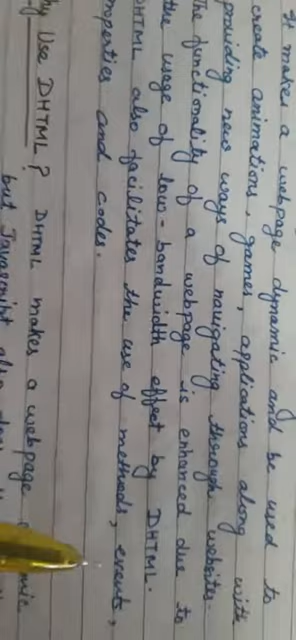 It makes a webpage dynamic and be used to
create animations, games, applications along with
providing new ways of navigating through websites.
The functionality of a webpage is enhanced due to
the usage of low-bandwidth effect by DHTML.
DHTML also facilitates the use of methods, events,
properties and codes.
Why Use DHTML? DHTML makes a webpage
but Javascript also